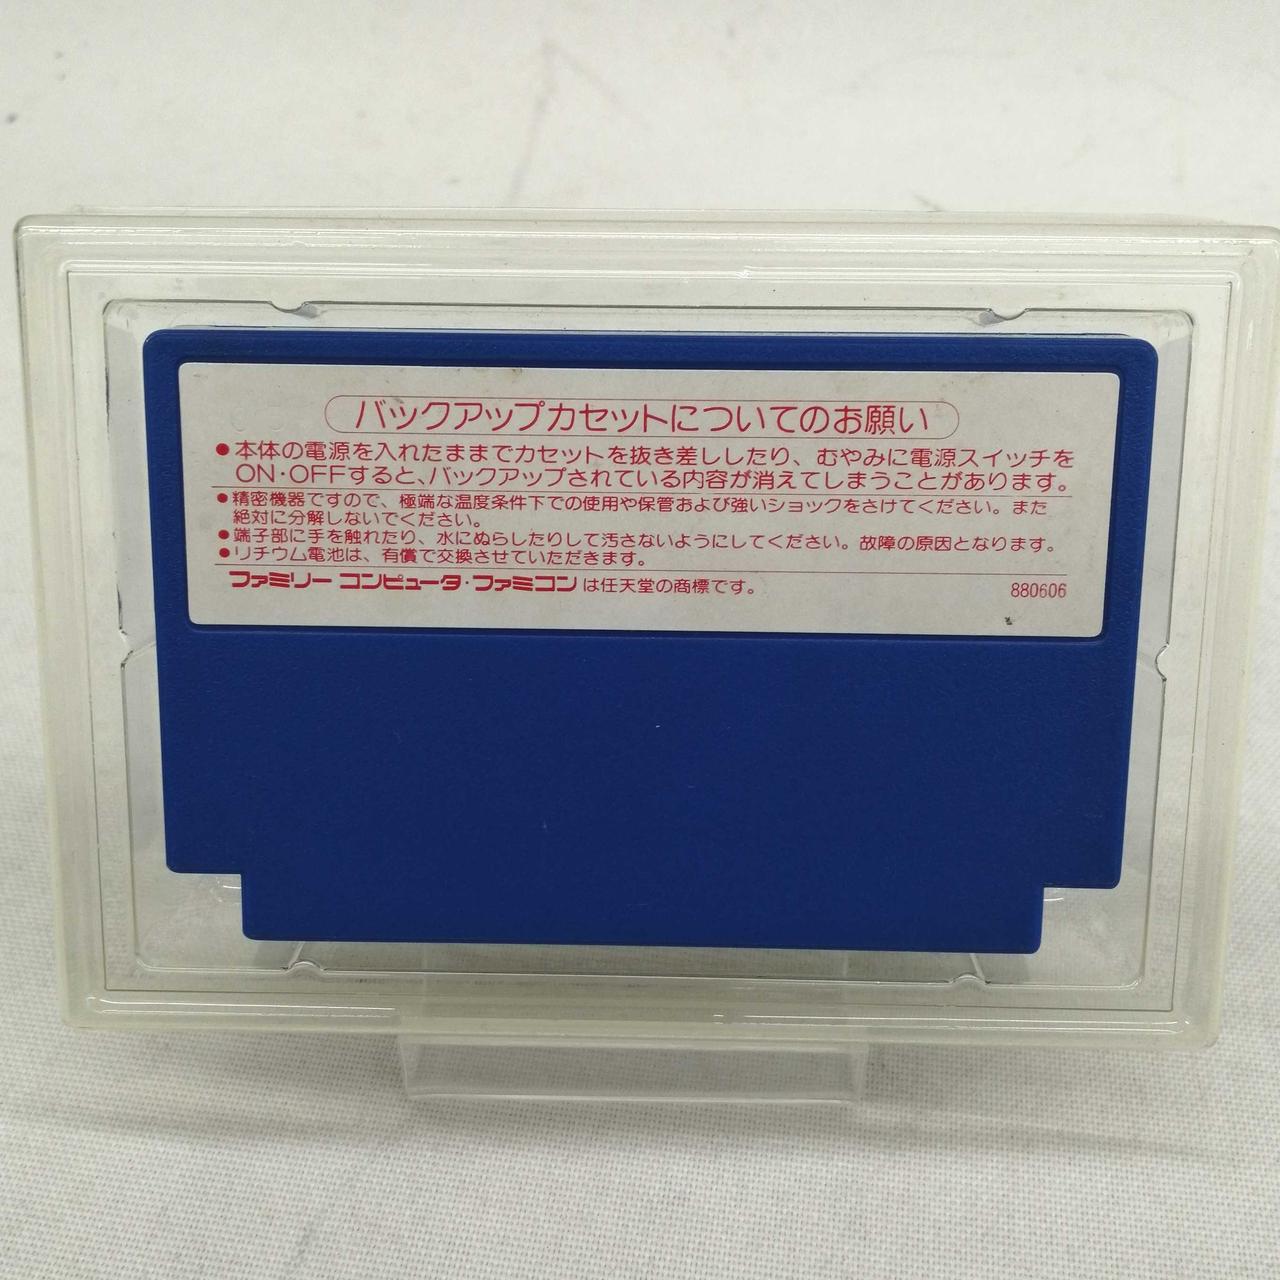 バックアップカセットについてのお願い
●本体の電源を入れたままでカセットを抜き差ししたり、むやみに電源スイッチを
ON・OFFすると、バックアップされている内容が消えてしまうことがあります。
●精密機器ですので、極端な温度条件下での使用や保管および強いショックをさけてください。また
絶対に分解しないでください。
●端子部に手を触れたり、水にぬらしたりして汚さないようにしてください。故障の原因となります。
●リチウム電池は、有償で交換させていただきます。
ファミリーコンピュータ・ファミコンは任天堂の商標です。
880606